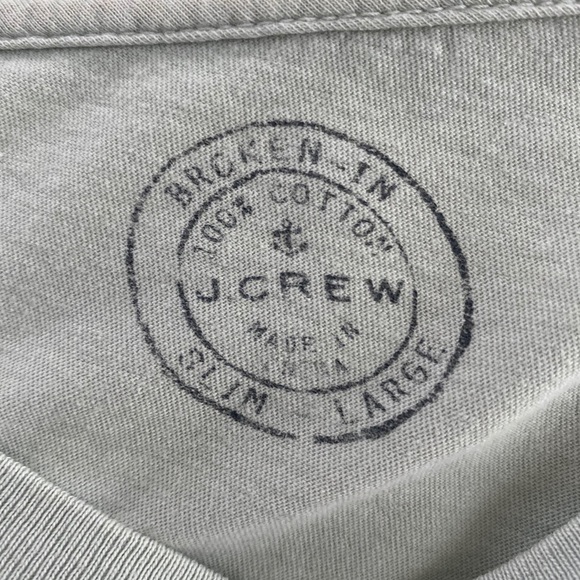 BROKEN-IN
100% COTTON
J.CREW
MADE IN
SLIM - LARGE